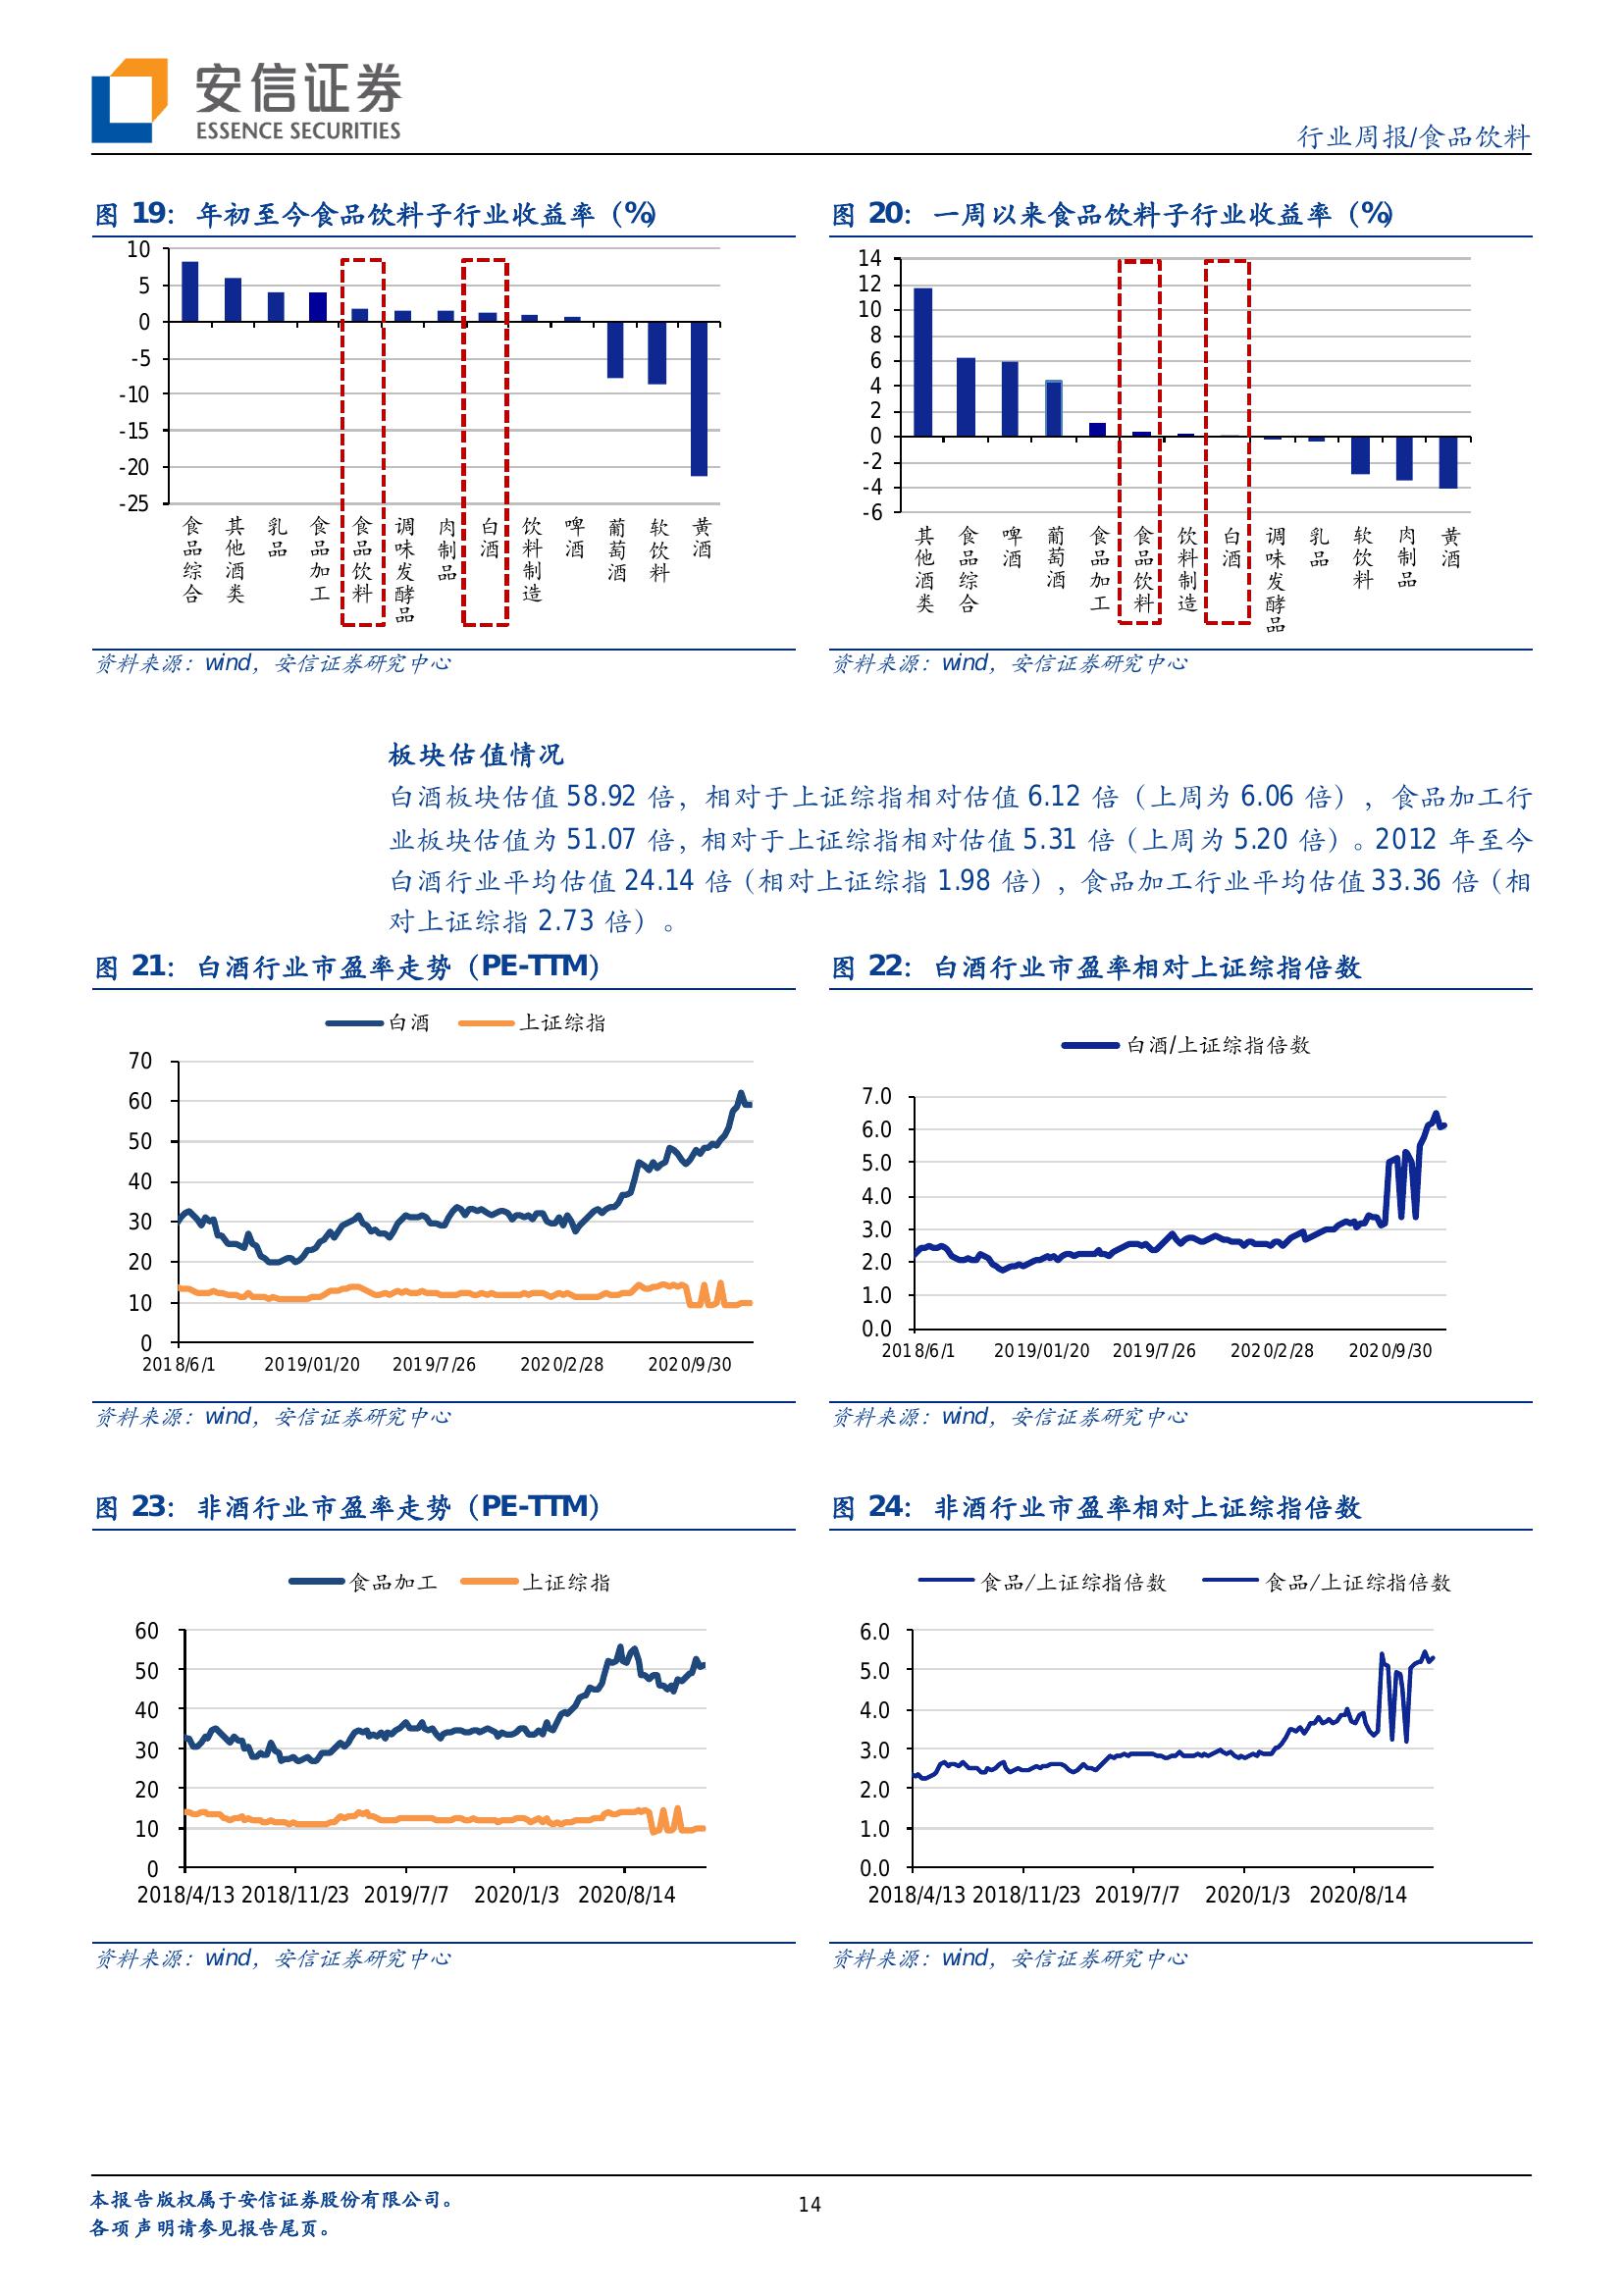 安信证券
ESSENCE SECURITIES
行业周报/食品饮料
图 19：年初至今食品饮料子行业收益率（%）
10
5
0
-5
-10
-15
-20
-25
食品综合
其他酒类
乳品
食品加工
食品饮料
调味发酵品
肉制品
白酒
饮料制造
啤酒
葡萄酒
软饮料
黄酒
资料来源：wind，安信证券研究中心
图 20：一周以来食品饮料子行业收益率（%）
14
12
10
8
6
4
2
0
-2
-4
-6
其他酒类
食品综合
啤酒
葡萄酒
食品加工
食品饮料
饮料制造
白酒
调味发酵品
乳品
软饮料
肉制品
黄酒
资料来源：wind，安信证券研究中心
板块估值情况
白酒板块估值 58.92 倍，相对于上证综指相对估值 6.12 倍（上周为 6.06 倍），食品加工行
业板块估值为 51.07 倍，相对于上证综指相对估值 5.31 倍（上周为 5.20 倍）。2012 年至今
白酒行业平均估值 24.14 倍（相对上证综指 1.98 倍），食品加工行业平均估值 33.36 倍（相
对上证综指 2.73 倍）。
图 21：白酒行业市盈率走势（PE-TTM）
白酒 上证综指
70
60
50
40
30
20
10
0
2018/6/1 2019/01/20 2019/7/26 2020/2/28 2020/9/30
资料来源：wind，安信证券研究中心
图 22：白酒行业市盈率相对上证综指倍数
白酒/上证综指倍数
7.0
6.0
5.0
4.0
3.0
2.0
1.0
0.0
2018/6/1 2019/01/20 2019/7/26 2020/2/28 2020/9/30
资料来源：wind，安信证券研究中心
图 23：非酒行业市盈率走势（PE-TTM）
食品加工 上证综指
60
50
40
30
20
10
0
2018/4/13 2018/11/23 2019/7/7 2020/1/3 2020/8/14
资料来源：wind，安信证券研究中心
图 24：非酒行业市盈率相对上证综指倍数
食品/上证综指倍数 食品/上证综指倍数
6.0
5.0
4.0
3.0
2.0
1.0
0.0
2018/4/13 2018/11/23 2019/7/7 2020/1/3 2020/8/14
资料来源：wind，安信证券研究中心
本报告版权属于安信证券股份有限公司。
各项声明请参见报告尾页。
14